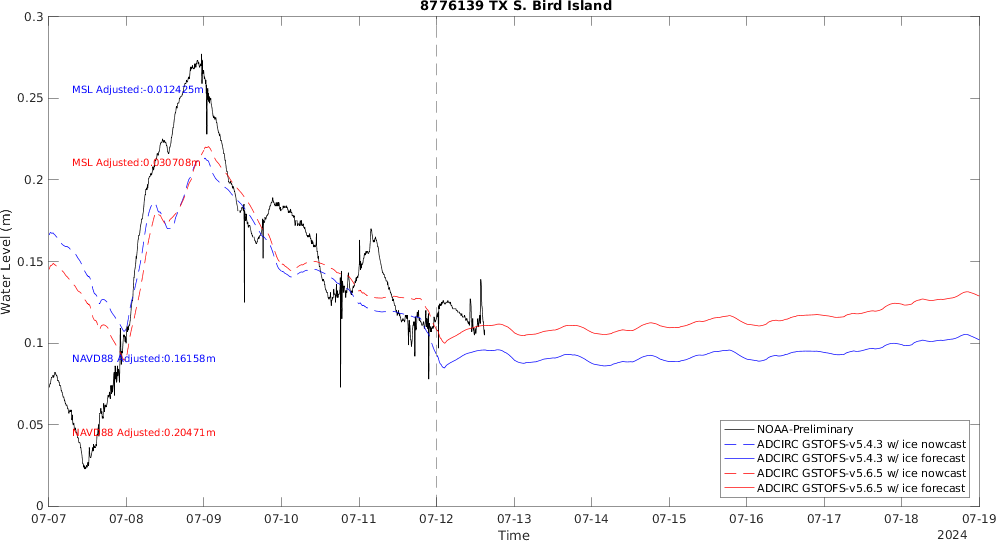 8776139 TX S. Bird Island
0.3
0.25
0.2
0.15
0.1
0.05
0
Water Level (m)
MSL Adjusted:-0.012425m
MSL Adjusted:0.030708m
NAVD88 Adjusted:0.16158m
NAVD88 Adjusted:0.20471m
NOAA-Preliminary
ADCIRC GSTOFS-v5.4.3 w/ ice nowcast
ADCIRC GSTOFS-v5.4.3 w/ ice forecast
ADCIRC GSTOFS-v5.6.5 w/ ice nowcast
ADCIRC GSTOFS-v5.6.5 w/ ice forecast
07-07 07-08 07-09 07-10 07-11 07-12 07-13 07-14 07-15 07-16 07-17 07-18 07-19
Time
2024